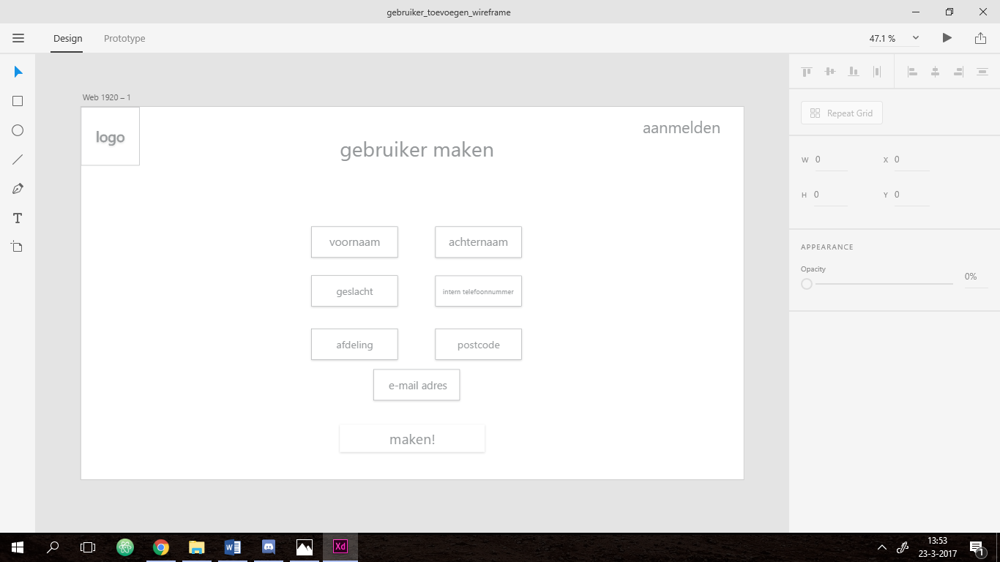 gebruiker_toevoegen_wireframe
Design Prototype 47.1 %
Web 1920 – 1
logo
aanmelden
gebruiker maken
voornaam achternaam
geslacht intern telefoonnummer
afdeling postcode
e-mail adres
maken!
Repeat Grid
W 0 X 0
H 0 Y 0
APPEARANCE
Opacity
0%
T
W Xd
13:53
23-3-2017
1